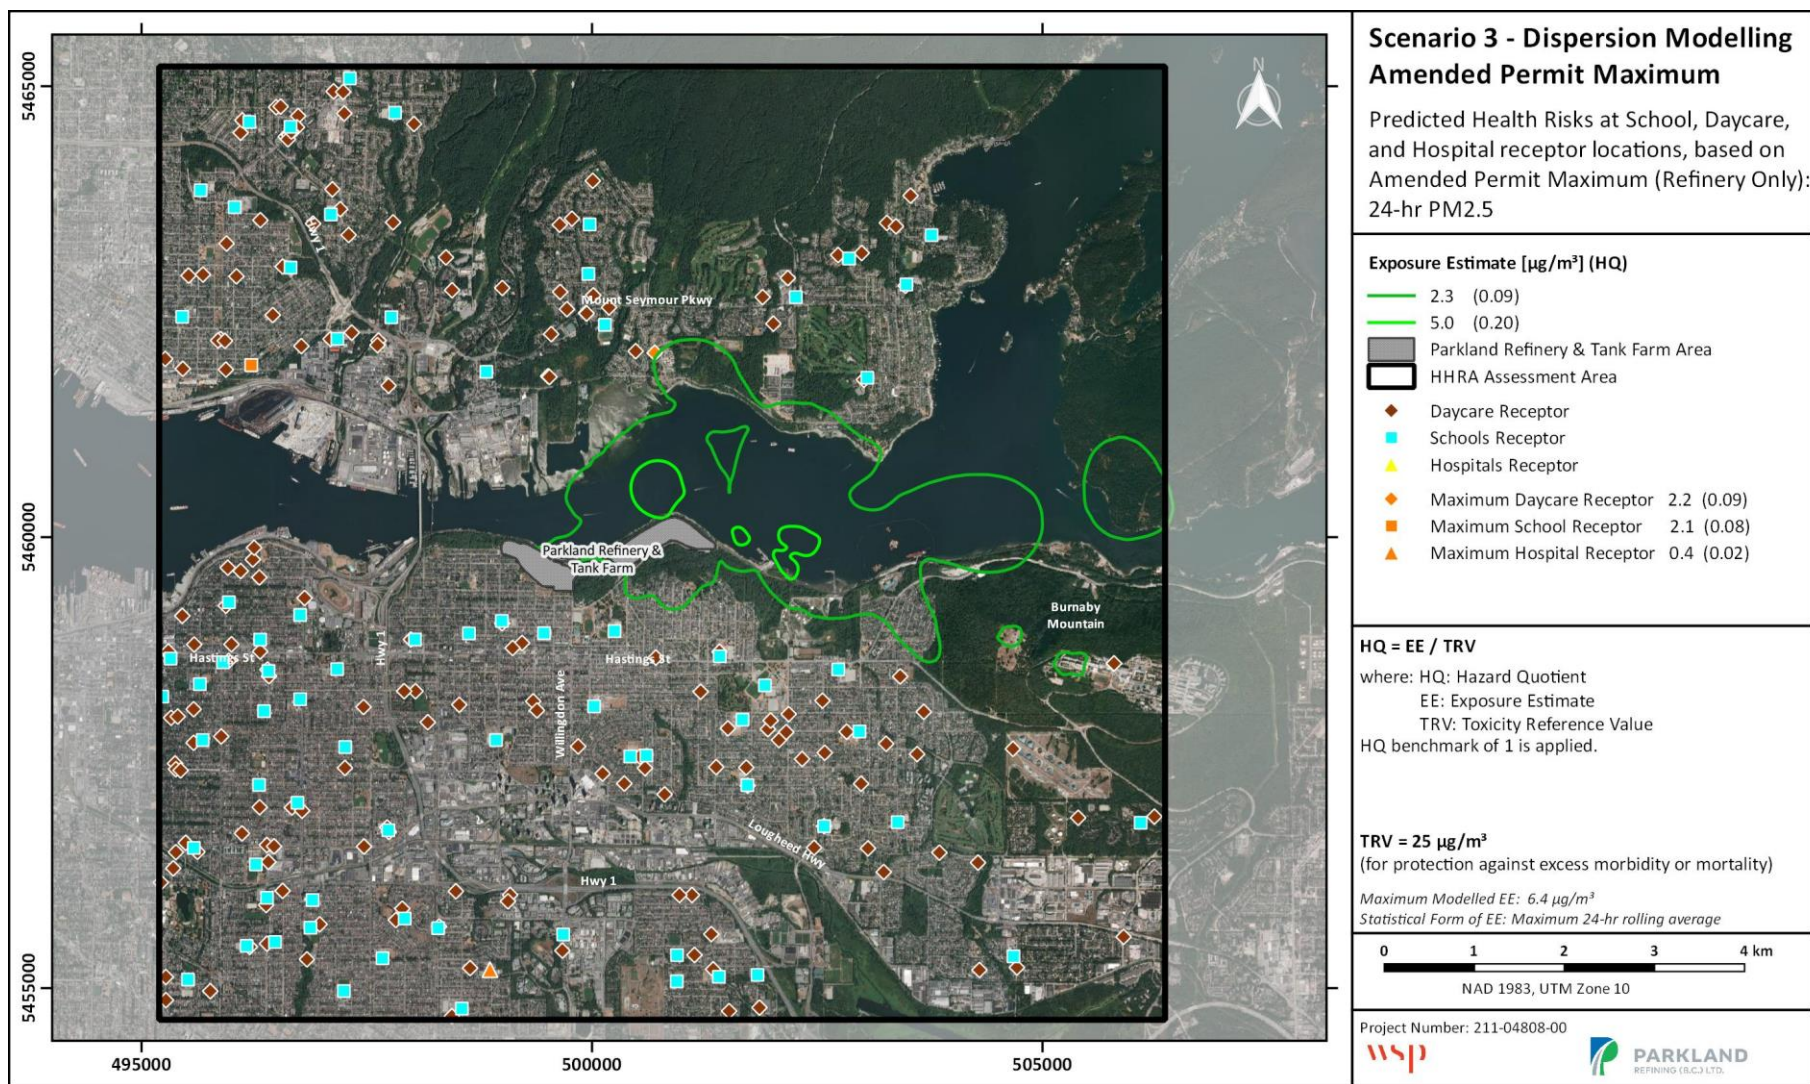 Scenario 3 - Dispersion Modelling
Amended Permit Maximum
Predicted Health Risks at School, Daycare,
and Hospital receptor locations, based on
Amended Permit Maximum (Refinery Only):
24-hr PM2.5
Exposure Estimate [µg/m³] (HQ)
2.3 (0.09)
5.0 (0.20)
Parkland Refinery & Tank Farm Area
HHRA Assessment Area
Daycare Receptor
Schools Receptor
Hospitals Receptor
Maximum Daycare Receptor 2.2 (0.09)
Maximum School Receptor 2.1 (0.08)
Maximum Hospital Receptor 0.4 (0.02)
HQ = EE / TRV
where: HQ: Hazard Quotient
EE: Exposure Estimate
TRV: Toxicity Reference Value
HQ benchmark of 1 is applied.
TRV = 25 µg/m³
(for protection against excess morbidity or mortality)
Maximum Modelled EE: 6.4 µg/m³
Statistical Form of EE: Maximum 24-hr rolling average
0 1 2 3 4 km
NAD 1983, UTM Zone 10
Project Number: 211-04808-00
wsp
PARKLAND
REFINING (B.C.) LTD.
N
5465000
5460000
5455000
495000
500000
505000
Hwy 1
Mount Seymour Pkwy
Parkland Refinery &
Tank Farm
Burnaby
Mountain
Hastings St
Hwy 1
Hastings St
Willingdon Ave
Lougheed Hwy
Hwy 1